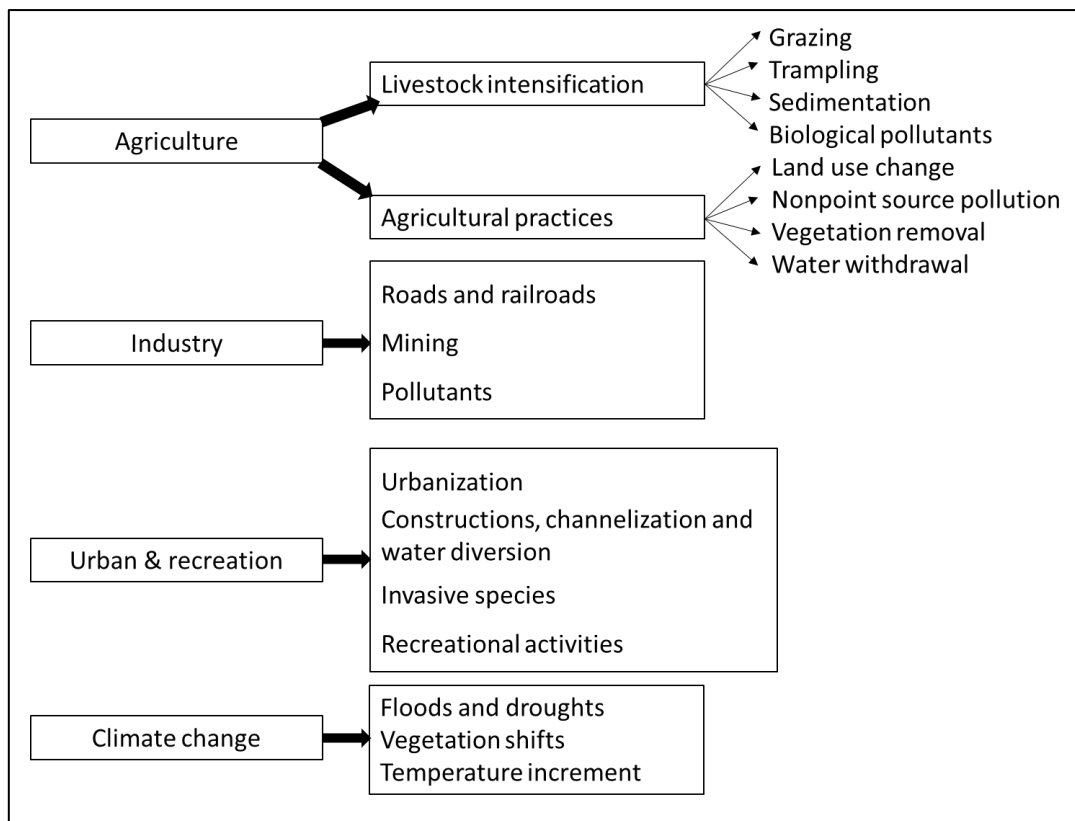 Agriculture
Livestock intensification
Grazing
Trampling
Sedimentation
Biological pollutants
Agricultural practices
Land use change
Nonpoint source pollution
Vegetation removal
Water withdrawal
Industry
Roads and railroads
Mining
Pollutants
Urban & recreation
Urbanization
Constructions, channelization and
water diversion
Invasive species
Recreational activities
Climate change
Floods and droughts
Vegetation shifts
Temperature increment